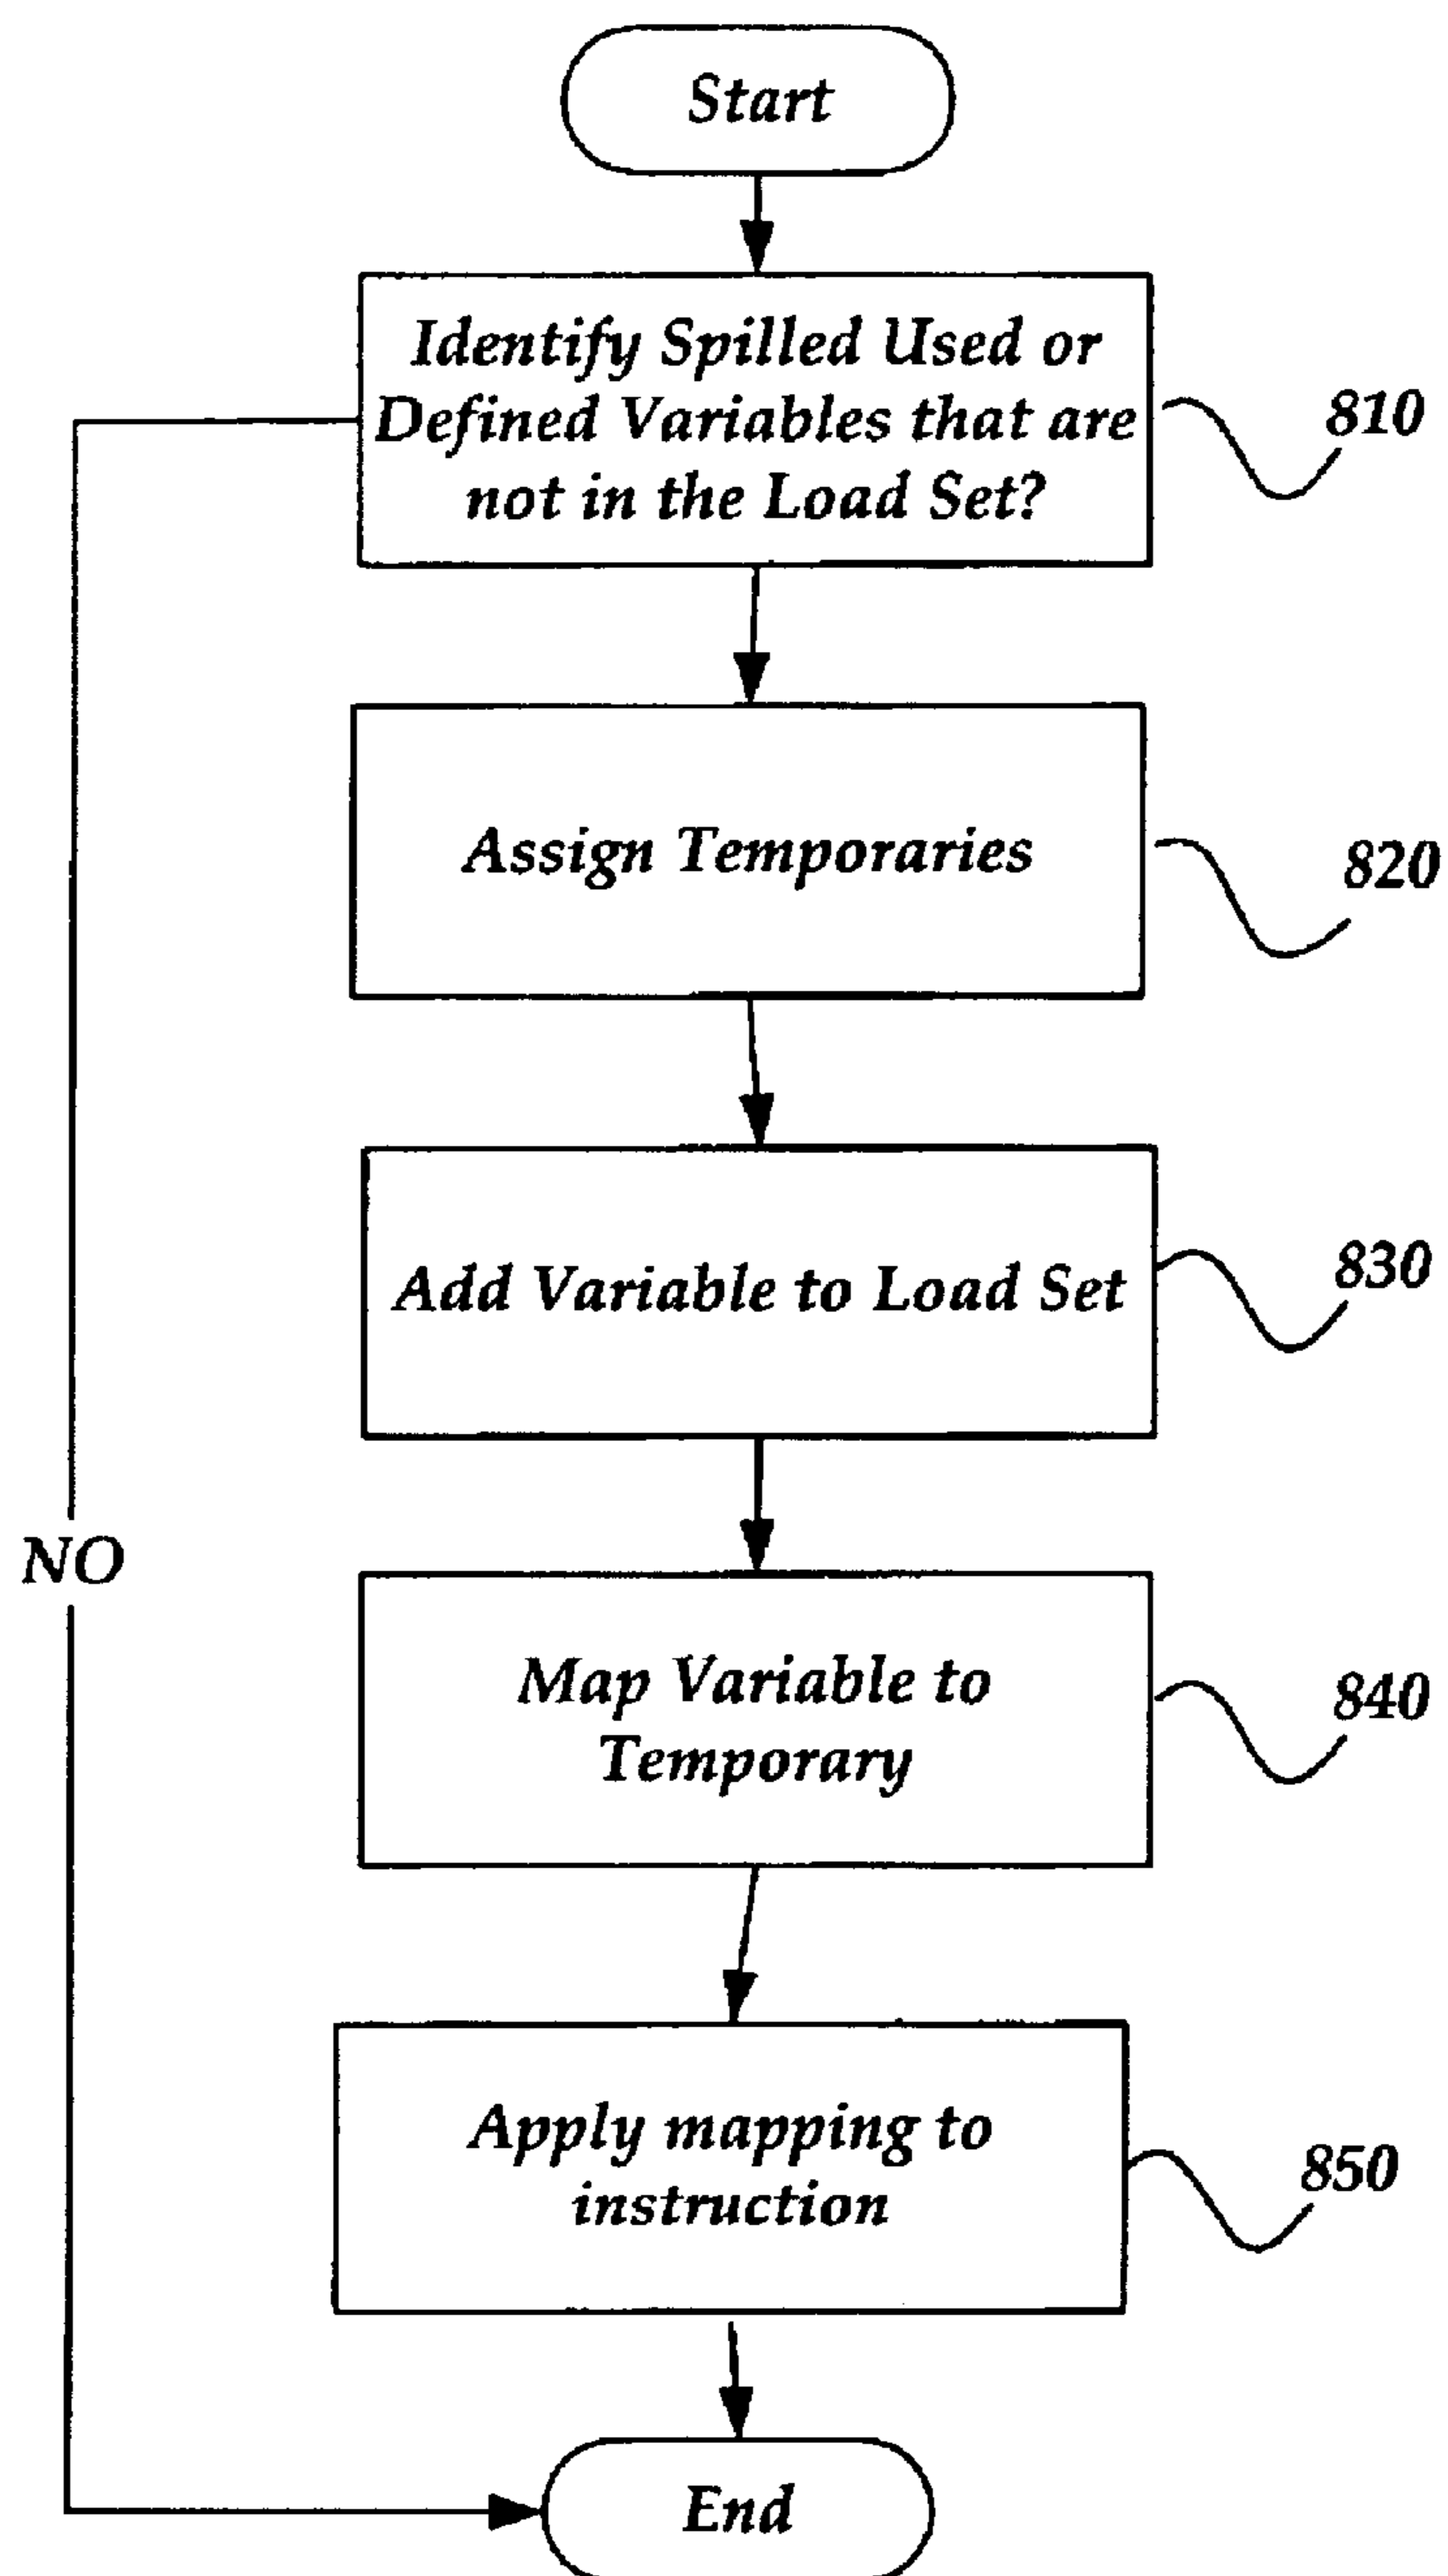 Start
Identify Spilled Used or
Defined Variables that are
not in the Load Set?
810
Assign Temporaries
820
Add Variable to Load Set
830
NO
Map Variable to
Temporary
840
Apply mapping to
instruction
850
End